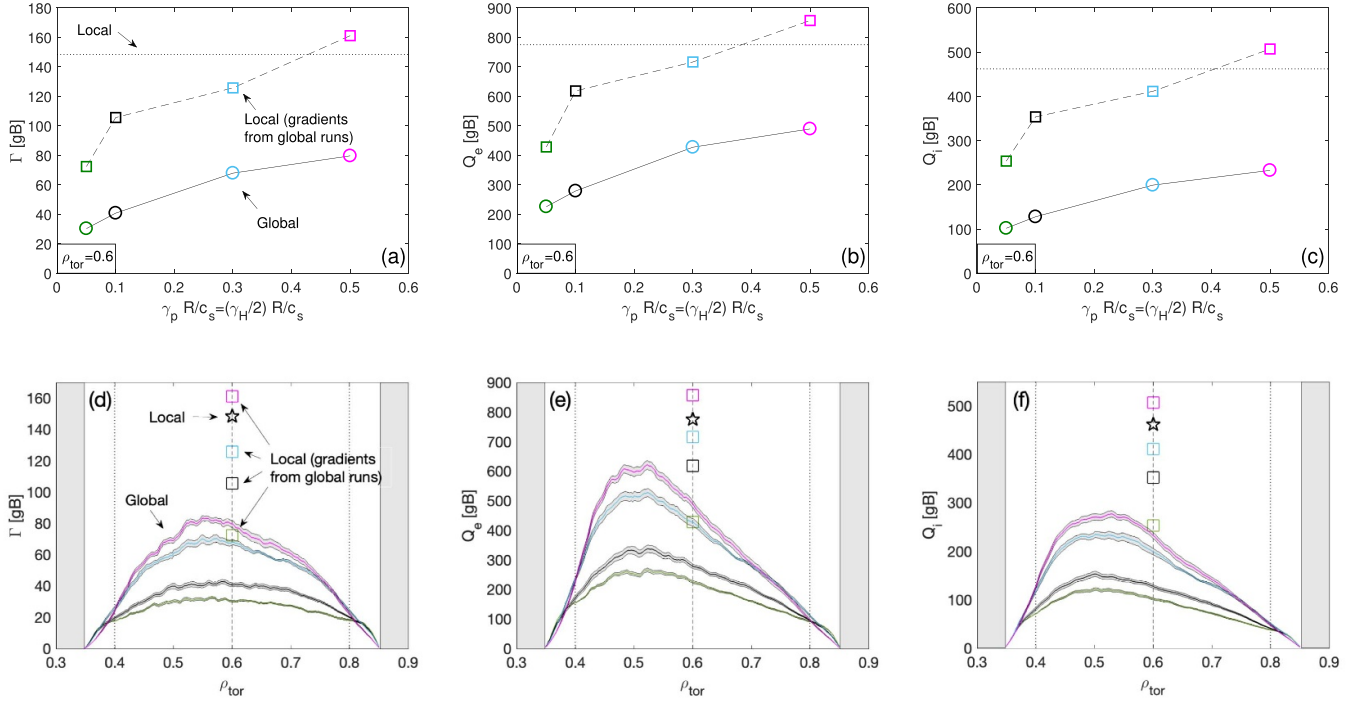 180
160
140
120
100
80
60
40
20
0
Γ [gB]
Local
Local (gradients
from global runs)
Global
ρtor=0.6
(a)
0 0.1 0.2 0.3 0.4 0.5 0.6
γp R/cs=(γH/2) R/cs
900
800
700
600
500
400
300
200
100
0
Qe [gB]
ρtor=0.6
(b)
0 0.1 0.2 0.3 0.4 0.5 0.6
γp R/cs=(γH/2) R/cs
600
500
400
300
200
100
0
Qi [gB]
ρtor=0.6
(c)
0 0.1 0.2 0.3 0.4 0.5 0.6
γp R/cs=(γH/2) R/cs
160
140
120
100
80
60
40
20
0
Γ [gB]
(d)
Local
Local (gradients
from global runs)
Global
0.3 0.4 0.5 0.6 0.7 0.8 0.9
ρtor
900
800
700
600
500
400
300
200
100
0
Qe [gB]
(e)
0.3 0.4 0.5 0.6 0.7 0.8 0.9
ρtor
500
400
300
200
100
0
Qi [gB]
(f)
0.3 0.4 0.5 0.6 0.7 0.8 0.9
ρtor